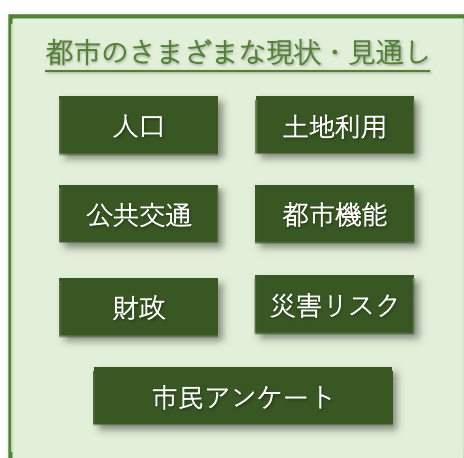 都市のさまざまな現状・見通し
人口
土地利用
公共交通
都市機能
財政
災害リスク
市民アンケート